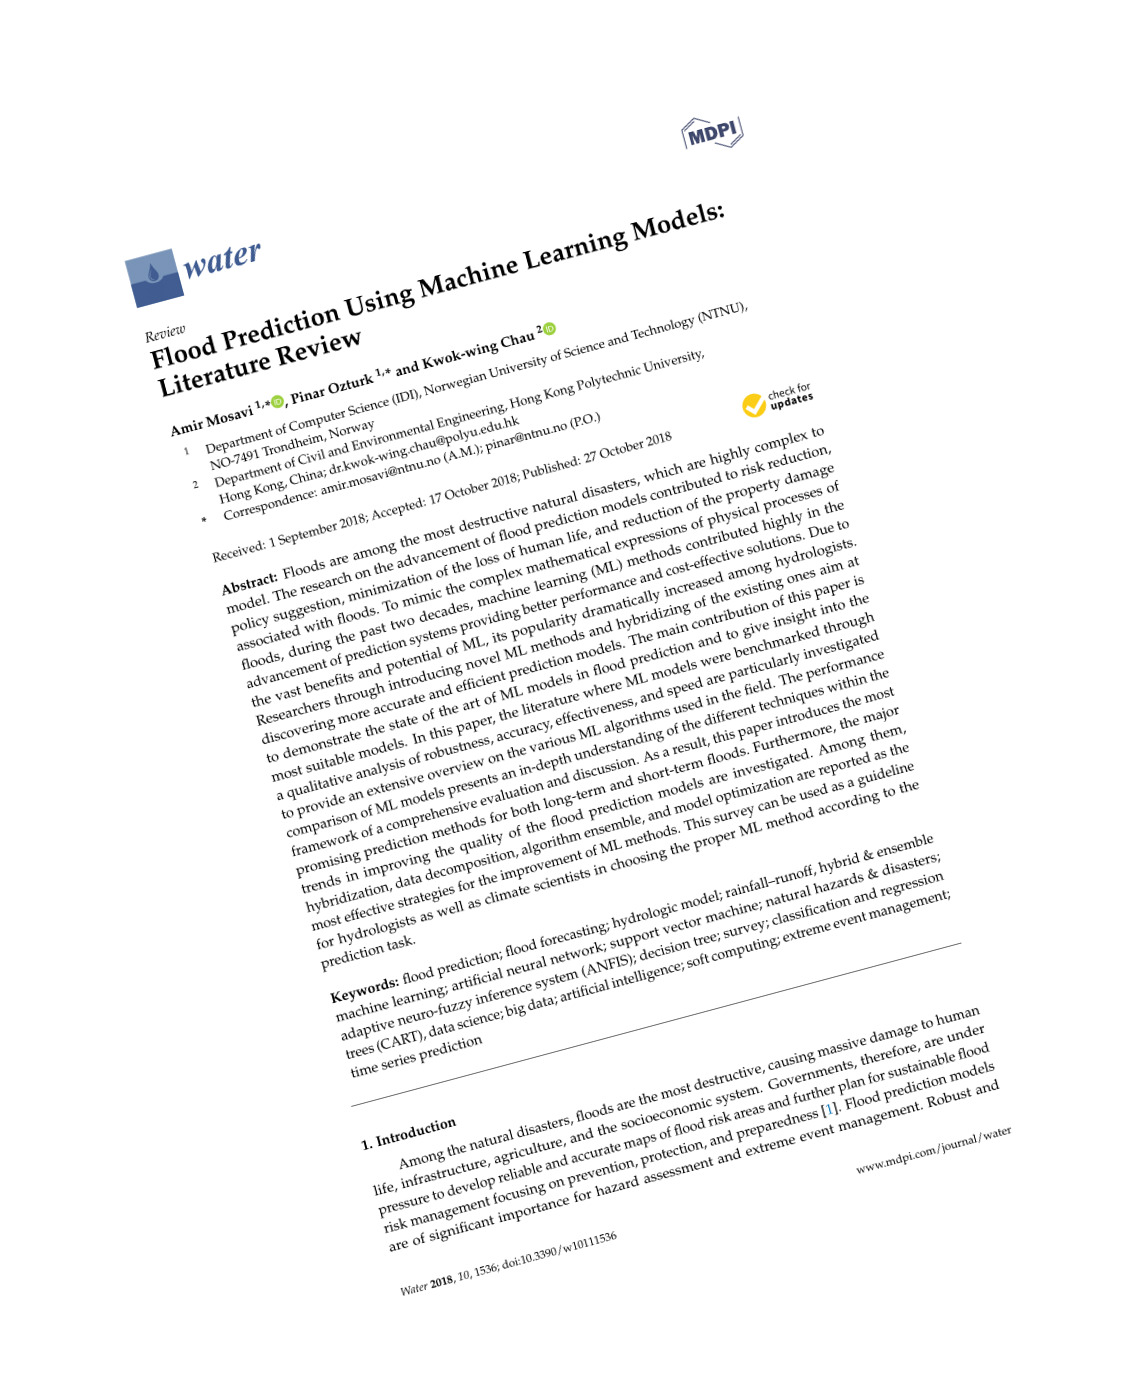 MDPI
water
Review
Flood Prediction Using Machine Learning Models:
Literature Review
Amir Mosavi 1,* iD, Pinar Ozturk 1,* and Kwok-wing Chau 2 iD
1 Department of Computer Science (IDI), Norwegian University of Science and Technology (NTNU),
NO-7491 Trondheim, Norway
2 Department of Civil and Environmental Engineering, Hong Kong Polytechnic University,
Hong Kong, China; dr.kwok-wing.chau@polyu.edu.hk
* Correspondence: amir.mosavi@ntnu.no (A.M.); pinar@ntnu.no (P.O.)
Received: 1 September 2018; Accepted: 17 October 2018; Published: 27 October 2018
check for
updates
Abstract: Floods are among the most destructive natural disasters, which are highly complex to
model. The research on the advancement of flood prediction models contributed to risk reduction,
policy suggestion, minimization of the loss of human life, and reduction of the property damage
associated with floods. To mimic the complex mathematical expressions of physical processes of
floods, during the past two decades, machine learning (ML) methods contributed highly in the
advancement of prediction systems providing better performance and cost-effective solutions. Due to
the vast benefits and potential of ML, its popularity dramatically increased among hydrologists.
Researchers through introducing novel ML methods and hybridizing of the existing ones aim at
discovering more accurate and efficient prediction models. The main contribution of this paper is
to demonstrate the state of the art of ML models in flood prediction and to give insight into the
most suitable models. In this paper, the literature where ML models were benchmarked through
a qualitative analysis of robustness, accuracy, effectiveness, and speed are particularly investigated
to provide an extensive overview on the various ML algorithms used in the field. The performance
comparison of ML models presents an in-depth understanding of the different techniques within the
framework of a comprehensive evaluation and discussion. As a result, this paper introduces the most
promising prediction methods for both long-term and short-term floods. Furthermore, the major
trends in improving the quality of the flood prediction models are investigated. Among them,
hybridization, data decomposition, algorithm ensemble, and model optimization are reported as the
most effective strategies for the improvement of ML methods. This survey can be used as a guideline
for hydrologists as well as climate scientists in choosing the proper ML method according to the
prediction task.
Keywords: flood prediction; flood forecasting; hydrologic model; rainfall–runoff, hybrid & ensemble
machine learning; artificial neural network; support vector machine; natural hazards & disasters;
adaptive neuro-fuzzy inference system (ANFIS); decision tree; survey; classification and regression
trees (CART), data science; big data; artificial intelligence; soft computing; extreme event management;
time series prediction
1. Introduction
Among the natural disasters, floods are the most destructive, causing massive damage to human
life, infrastructure, agriculture, and the socioeconomic system. Governments, therefore, are under
pressure to develop reliable and accurate maps of flood risk areas and further plan for sustainable flood
risk management focusing on prevention, protection, and preparedness [1]. Flood prediction models
are of significant importance for hazard assessment and extreme event management. Robust and
Water 2018, 10, 1536; doi:10.3390/w10111536
www.mdpi.com/journal/water